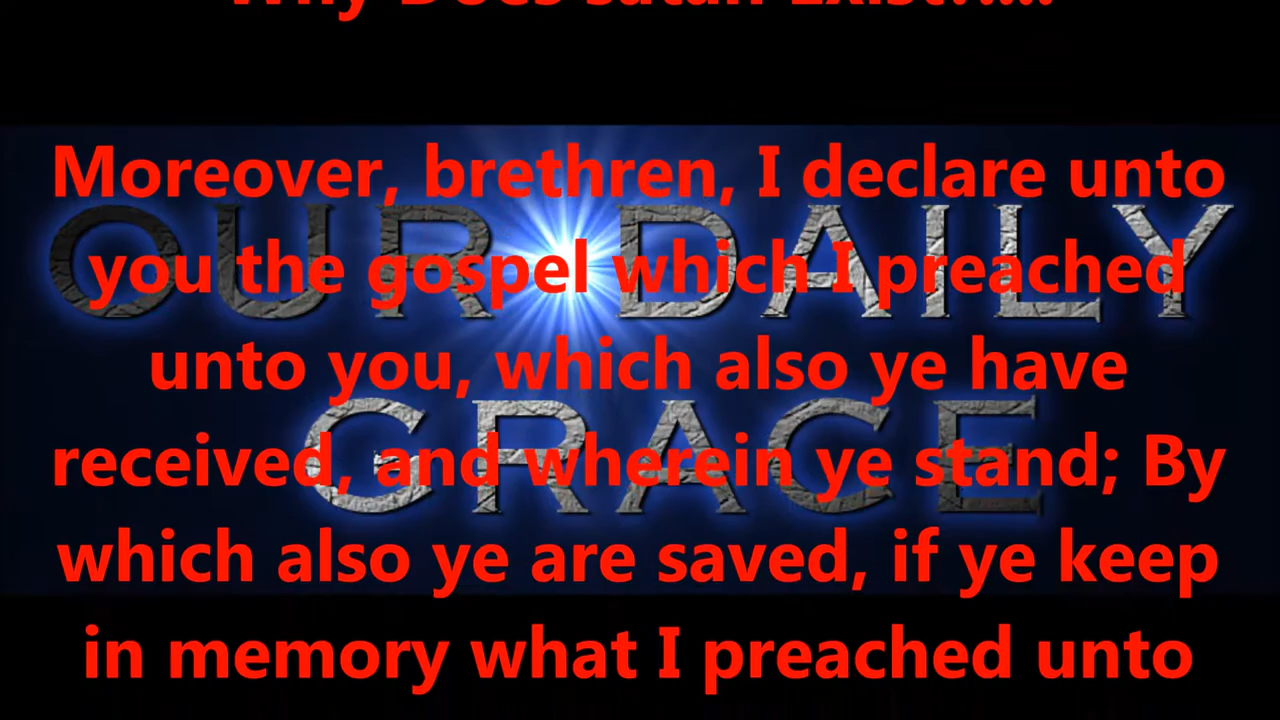 Why Does satan Exist?....
Moreover, brethren, I declare unto
you the gospel which I preached
unto you, which also ye have
received, and wherein ye stand; By
which also ye are saved, if ye keep
in memory what I preached unto
OUR DAILY
GRACE